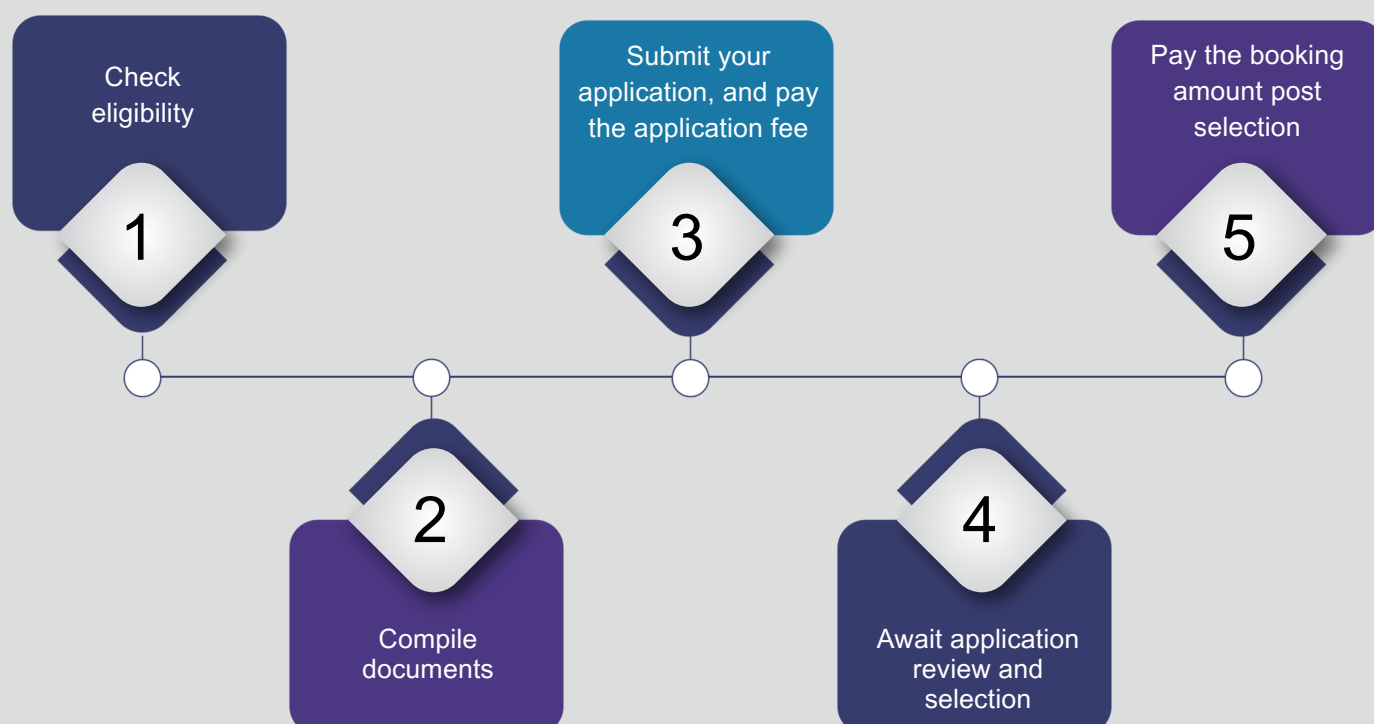 Check
eligibility
1
2
Compile
documents
Submit your
application, and pay
the application fee
3
4
Await application
review and
selection
Pay the booking
amount post
selection
5